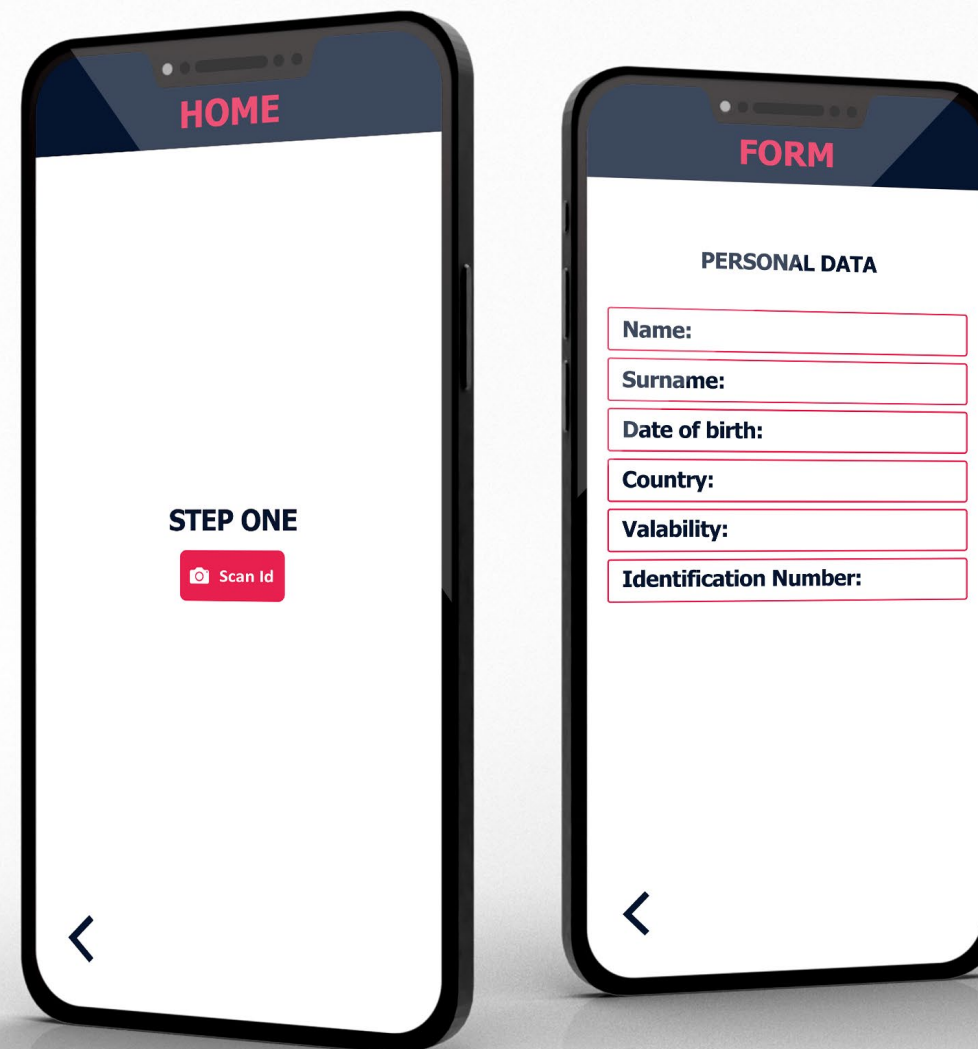 HOME
STEP ONE
Scan Id
FORM
PERSONAL DATA
Name:
Surname:
Date of birth:
Country:
Valability:
Identification Number: